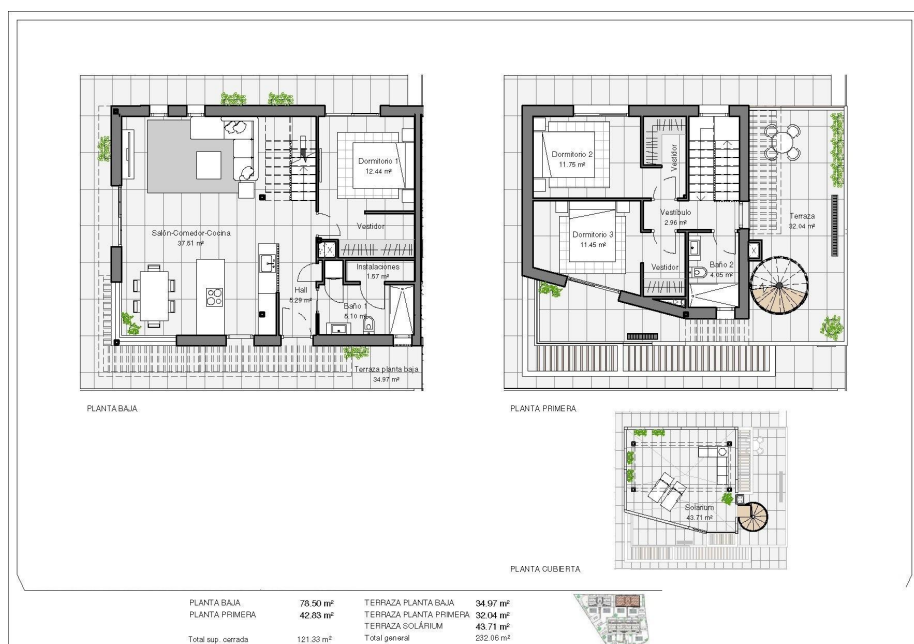 Dormitorio 1
12.44 m²
Vestidor
Salón-Comedor-Cocina
37.61 m²
Instalaciones
1.67 m²
Hall
5.29 m²
Baño 1
5.10 m²
Terraza planta baja
34.97 m²
PLANTA BAJA
Dormitorio 2
11.75 m²
Vestidor
Vestíbulo
2.96 m²
Terraza
32.04 m²
Dormitorio 3
11.45 m²
Vestidor
Baño 2
4.05 m²
PLANTA PRIMERA
Solarium
43.71 m²
PLANTA CUBIERTA
PLANTA BAJA 78.50 m² TERRAZA PLANTA BAJA 34.97 m²
PLANTA PRIMERA 42.83 m² TERRAZA PLANTA PRIMERA 32.04 m²
TERRAZA SOLÁRIUM 43.71 m²
Total sup. cerrada 121.33 m² Total general 232.06 m²